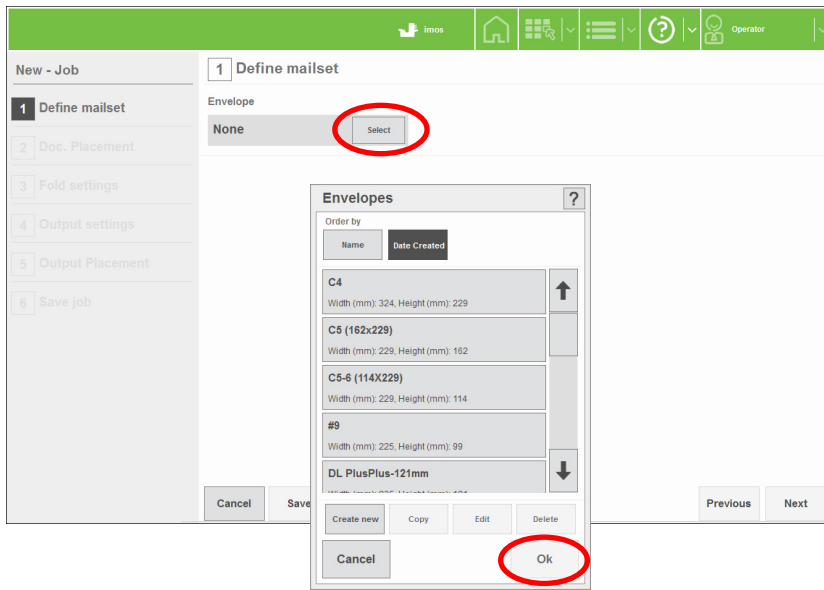 imos
?
Operator
New - Job
1 Define mailset
2 Doc. Placement
3 Fold settings
4 Output settings
5 Output Placement
6 Save job
1 Define mailset
Envelope
None
Select
Envelopes
?
Order by
Name
Date Created
C4
Width (mm): 324, Height (mm): 229
C5 (162x229)
Width (mm): 229, Height (mm): 162
C5-6 (114X229)
Width (mm): 229, Height (mm): 114
#9
Width (mm): 225, Height (mm): 99
DL PlusPlus-121mm
Create new
Copy
Edit
Delete
Cancel
Ok
Cancel
Save
Previous
Next